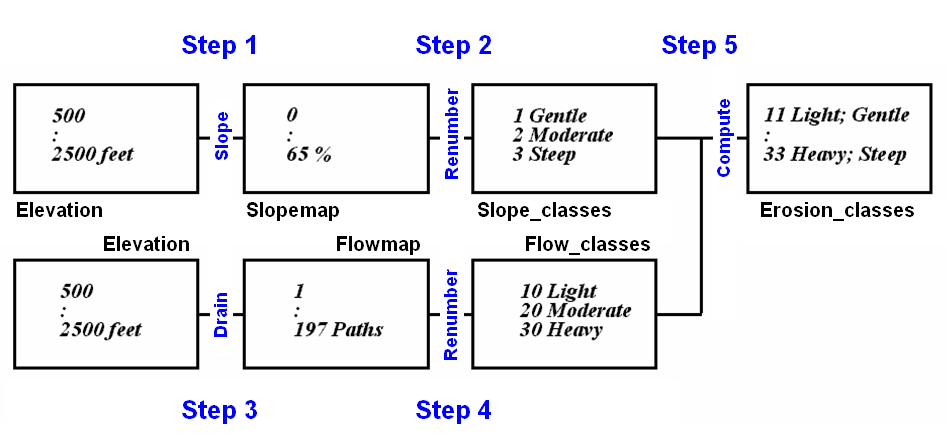 Step 1
Step 2
Step 5
500
:
2500 feet
Slope
0
:
65 %
Renumber
1 Gentle
2 Moderate
3 Steep
Compute
11 Light; Gentle
:
33 Heavy; Steep
Elevation
Slopemap
Slope_classes
Erosion_classes
Elevation
Flowmap
Flow_classes
500
:
2500 feet
Drain
1
:
197 Paths
Renumber
10 Light
20 Moderate
30 Heavy
Step 3
Step 4